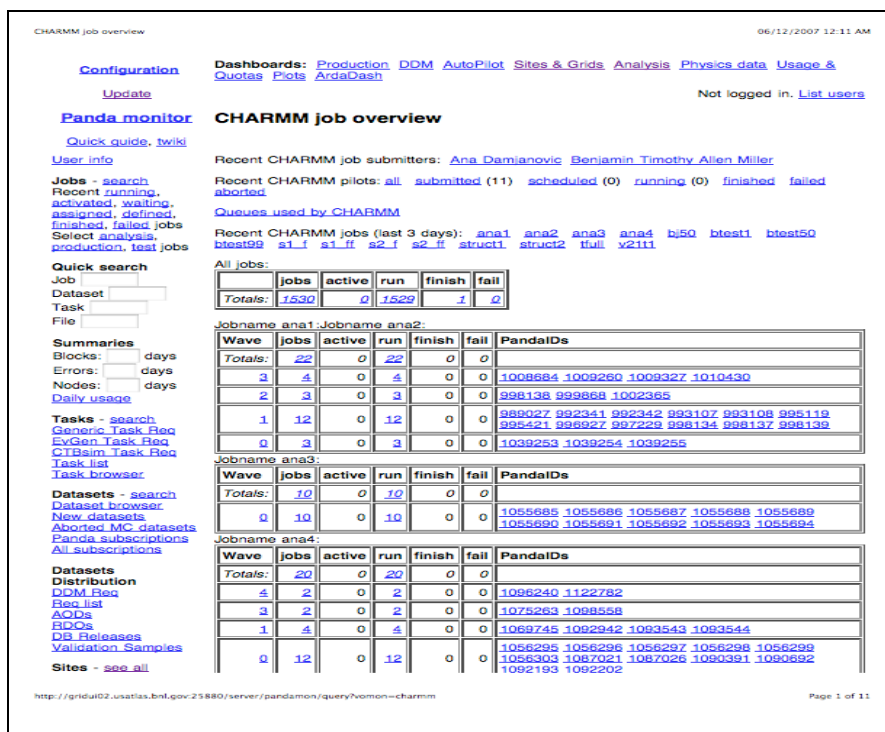 CHARMM job overview 06/12/2007 12:11 AM
Configuration
Update
Panda monitor
Quick guide, twiki
User info
Jobs - search
Recent running,
activated, waiting,
assigned, defined,
finished, failed jobs
Select analysis,
production, test jobs
Quick search
Job
Dataset
Task
File
Summaries
Blocks: days
Errors: days
Nodes: days
Daily usage
Tasks - search
Generic Task Req
EvGen Task Req
CTBsim Task Req
Task list
Task browser
Datasets - search
Dataset browser
New datasets
Aborted MC datasets
Panda subscriptions
All subscriptions
Datasets
Distribution
DDM Req
Req list
AODs
RDOs
DB Releases
Validation Samples
Sites - see all
Dashboards: Production DDM AutoPilot Sites & Grids Analysis Physics data Usage &
Quotas Plots ArdaDash
Not logged in. List users
CHARMM job overview
Recent CHARMM job submitters: Ana Damjanovic Benjamin Timothy Allen Miller
Recent CHARMM pilots: all submitted (11) scheduled (0) running (0) finished failed
aborted
Queues used by CHARMM
Recent CHARMM jobs (last 3 days): ana1 ana2 ana3 ana4 bj50 btest1 btest50
btest99 s1_f s1_ff s2_f s2_ff struct1 struct2 tfull v2111
All jobs:
jobs active run finish fail
Totals: 1530 0 1529 1 0
Jobname ana1:Jobname ana2:
Wave jobs active run finish fail PandaIDs
Totals: 22 0 22 0 0
3 4 0 4 0 0 1008684 1009260 1009327 1010430
2 3 0 3 0 0 998138 999868 1002365
1 12 0 12 0 0 989027 992341 992342 993107 993108 995119
995421 996927 997229 998134 998137 998139
0 3 0 3 0 0 1039253 1039254 1039255
Jobname ana3:
Wave jobs active run finish fail PandaIDs
Totals: 10 0 10 0 0
0 10 0 10 0 0 1055685 1055686 1055687 1055688 1055689
1055690 1055691 1055692 1055693 1055694
Jobname ana4:
Wave jobs active run finish fail PandaIDs
Totals: 20 0 20 0 0
4 2 0 2 0 0 1096240 1122782
3 2 0 2 0 0 1075263 1098558
1 4 0 4 0 0 1069745 1092942 1093543 1093544
0 12 0 12 0 0 1056295 1056296 1056297 1056298 1056299
1056303 1087021 1087026 1090391 1090692
1092193 1092202
http://gridui02.usatlas.bnl.gov:25880/server/pandamon/query?vomon=charmm Page 1 of 11